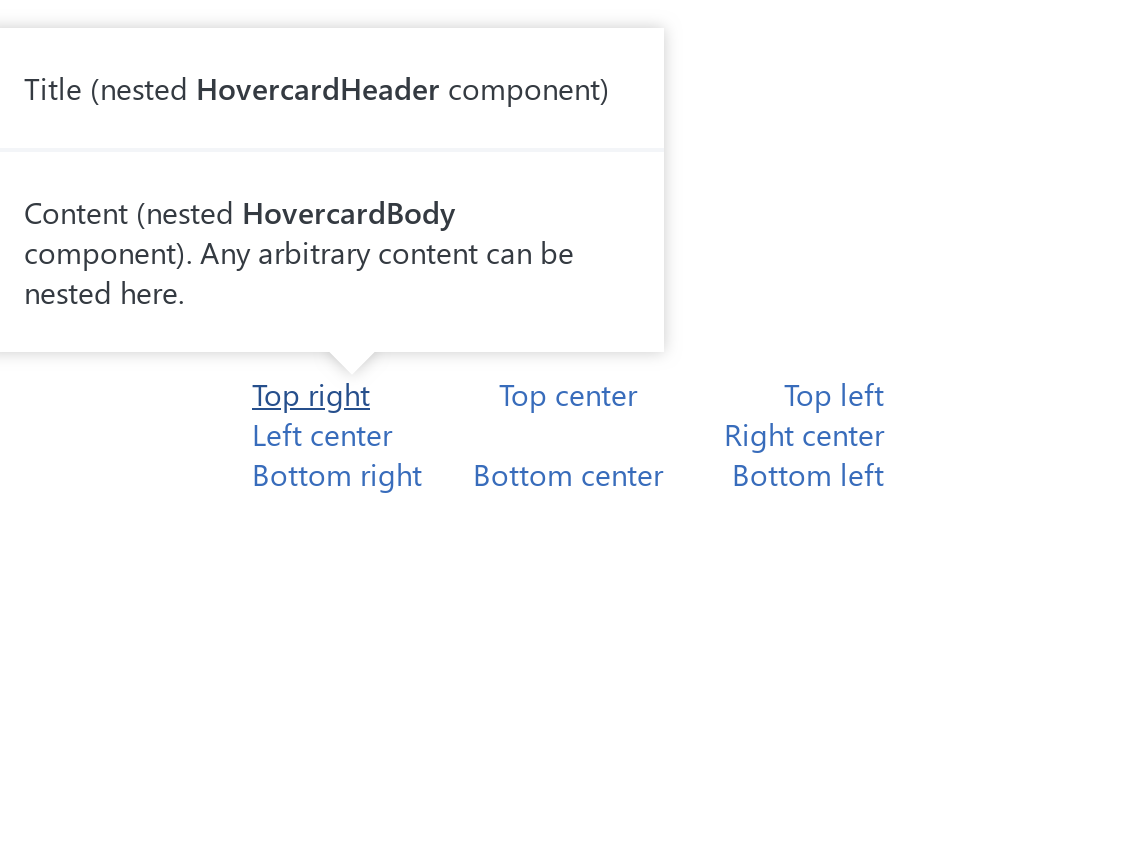 Title (nested HovercardHeader component)
Content (nested HovercardBody
component). Any arbitrary content can be
nested here.
Top right Top center Top left
Left center Right center
Bottom right Bottom center Bottom left